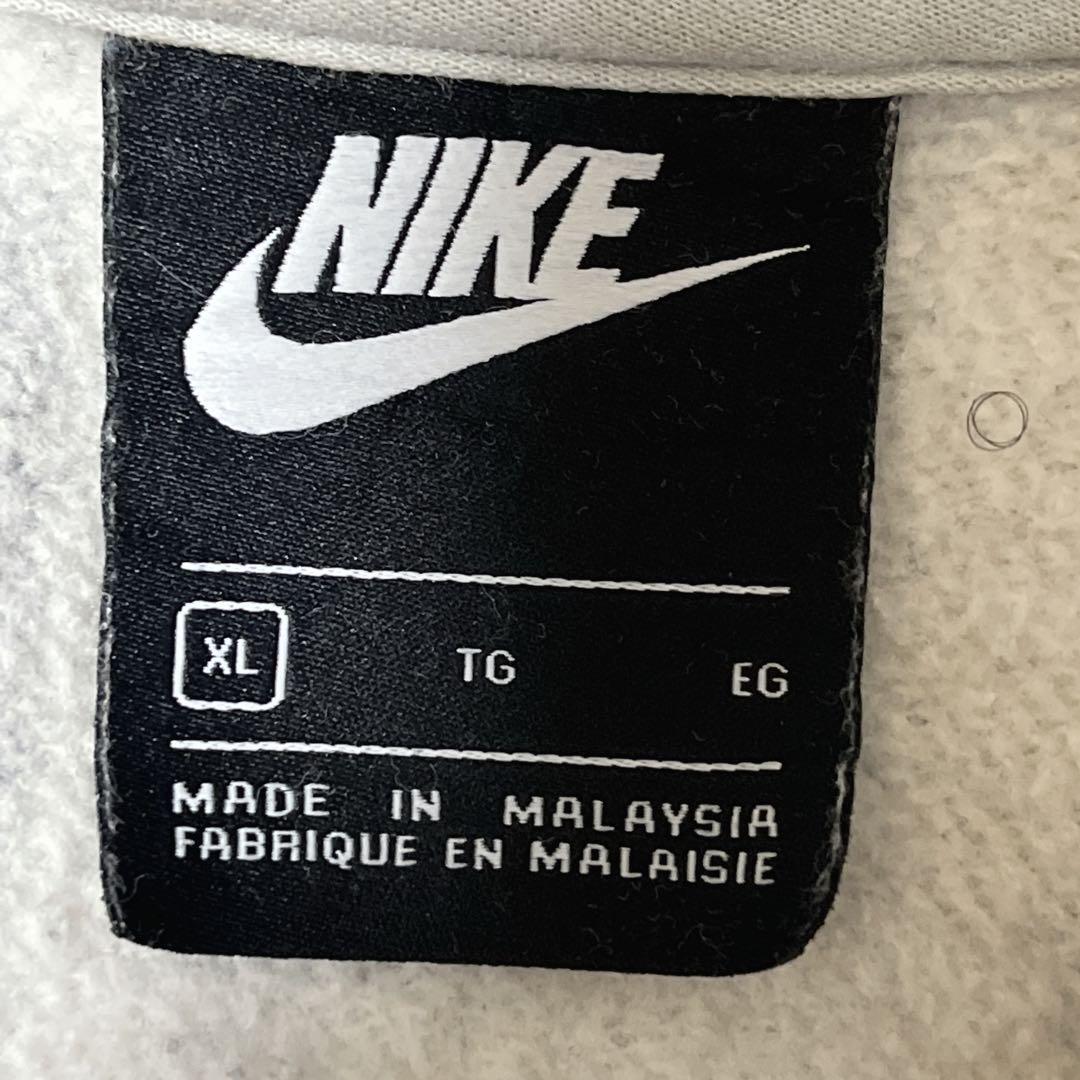 NIKE
XL TG EG
MADE IN MALAYSIA
FABRIQUE EN MALAISIE